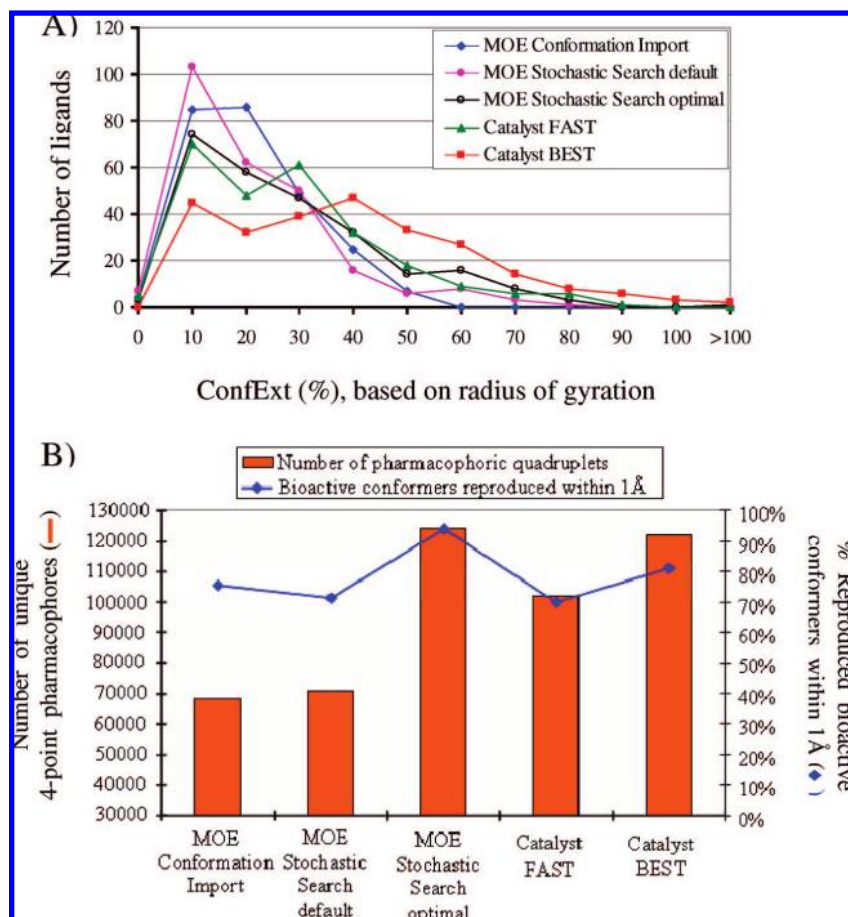 A)
120
100
80
60
40
20
0
Number of ligands
MOE Conformation Import
MOE Stochastic Search default
MOE Stochastic Search optimal
Catalyst FAST
Catalyst BEST
0 10 20 30 40 50 60 70 80 90 100 >100
ConfExt (%), based on radius of gyration
B)
Number of pharmacophoric quadruplets
Bioactive conformers reproduced within 1Å
Number of unique
4-point pharmacophores (
)
130000
120000
110000
100000
90000
80000
70000
60000
50000
40000
30000
100%
90%
80%
70%
60%
50%
40%
30%
20%
10%
0%
% Reproduced bioactive
conformers within 1Å (◆)
MOE
Conformation
Import
MOE
Stochastic
Search
default
MOE
Stochastic
Search
optimal
Catalyst
FAST
Catalyst
BEST